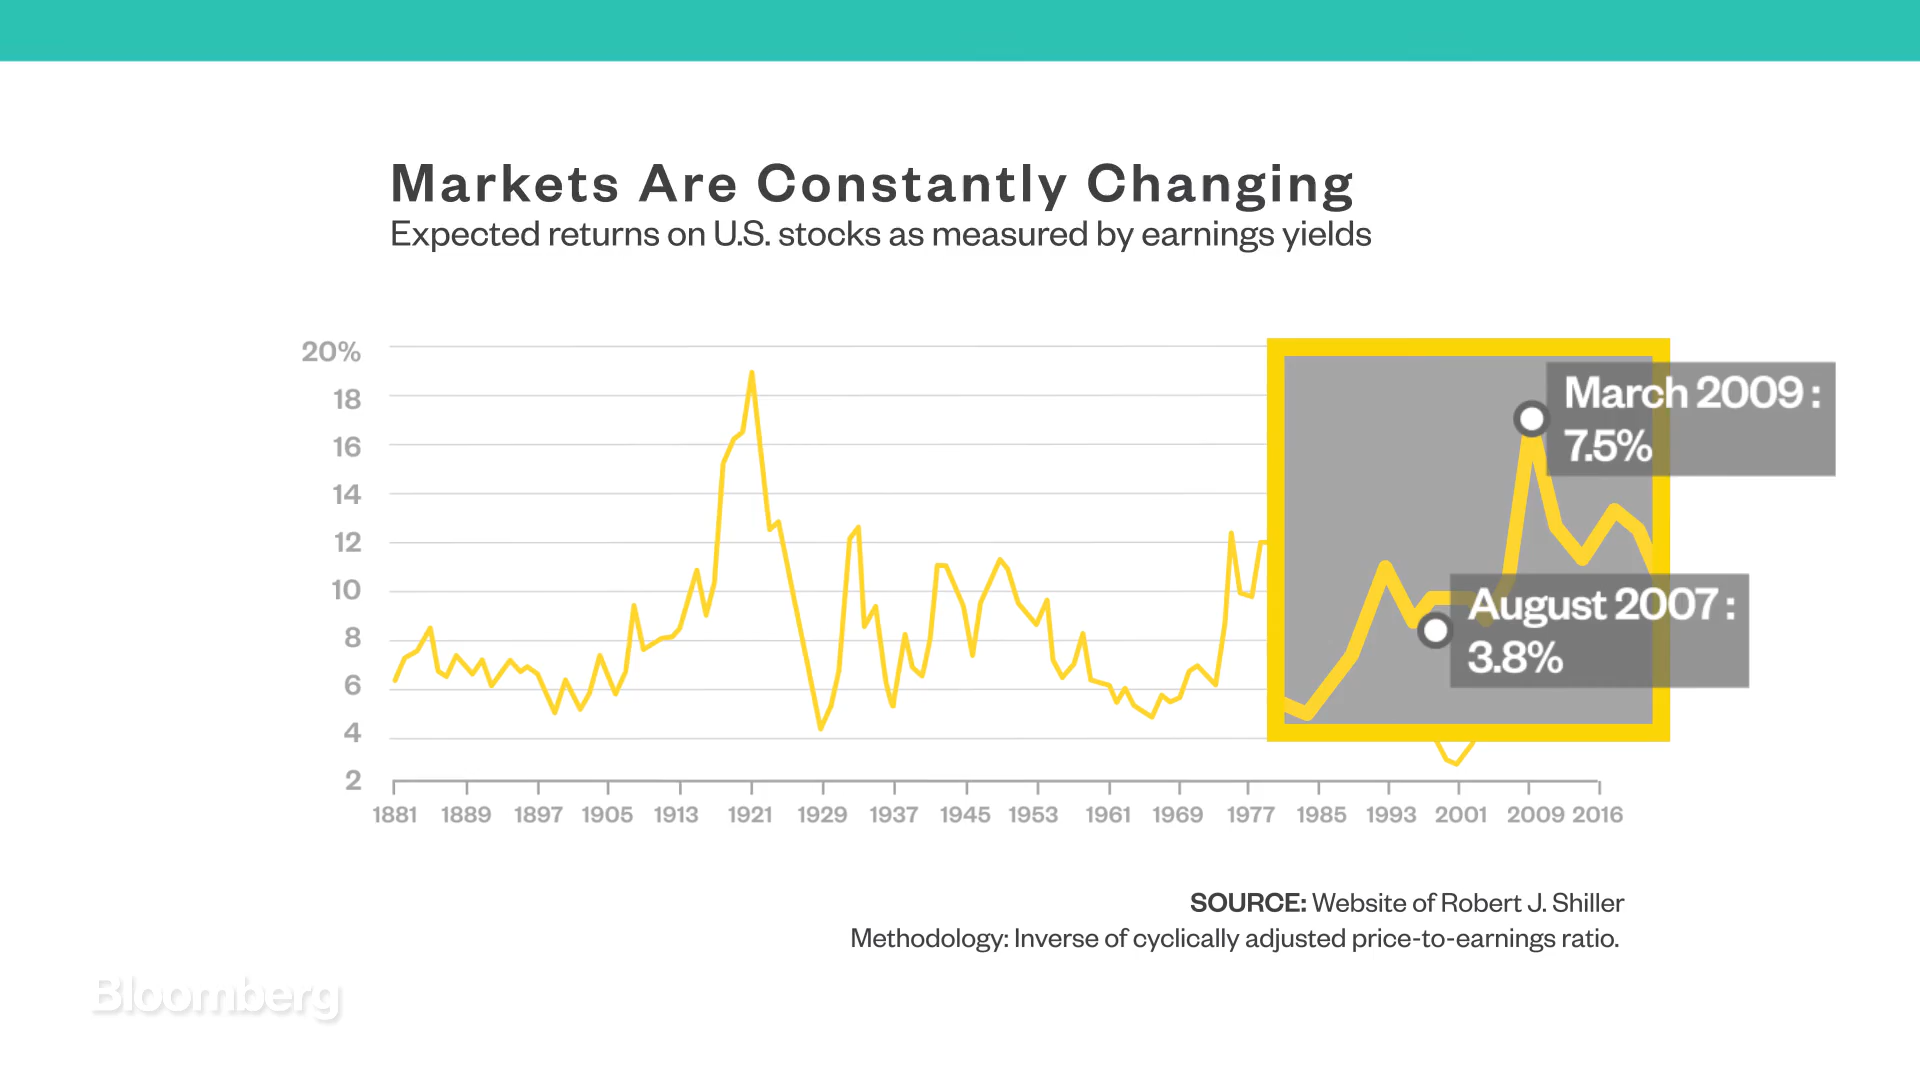 Markets Are Constantly Changing
Expected returns on U.S. stocks as measured by earnings yields
20%
18
16
14
12
10
8
6
4
2
March 2009 :
7.5%
August 2007 :
3.8%
1881 1889 1897 1905 1913 1921 1929 1937 1945 1953 1961 1969 1977 1985 1993 2001 2009 2016
SOURCE: Website of Robert J. Shiller
Methodology: Inverse of cyclically adjusted price-to-earnings ratio.
Bloomberg